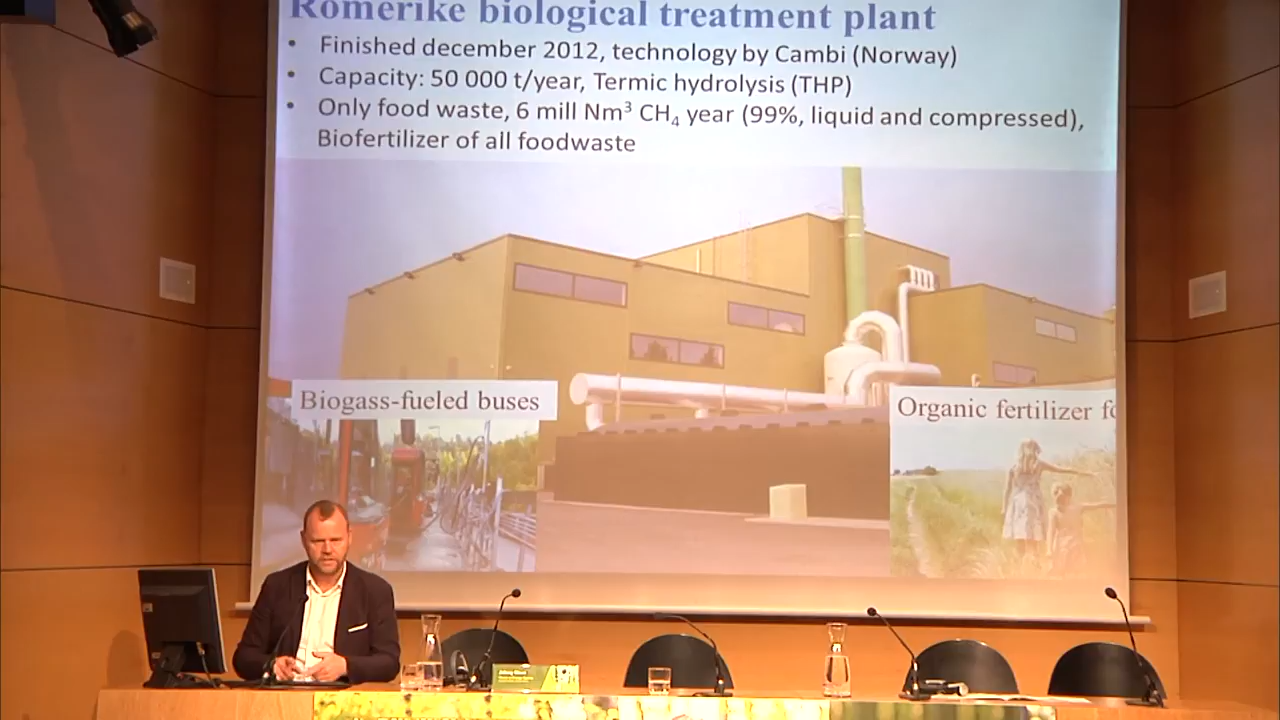 Romerike biological treatment plant
• Finished december 2012, technology by Cambi (Norway)
• Capacity: 50 000 t/year, Termic hydrolysis (THP)
• Only food waste, 6 mill Nm³ CH₄ year (99%, liquid and compressed),
Biofertilizer of all foodwaste
Biogass-fueled buses
Organic fertilizer fo